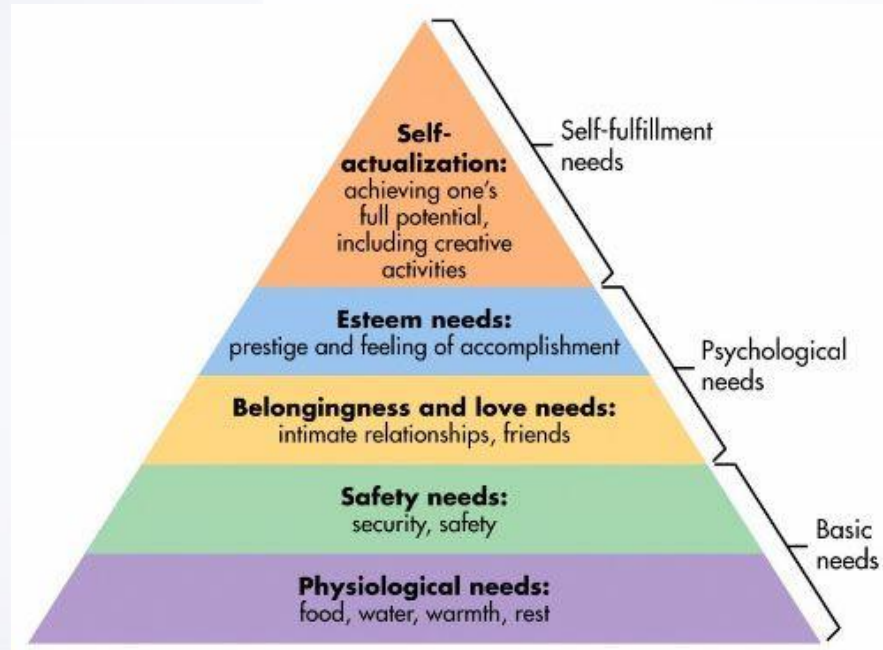 Self-
actualization:
achieving one's
full potential,
including creative
activities
Self-fulfillment
needs
Esteem needs:
prestige and feeling of accomplishment
Psychological
needs
Belongingness and love needs:
intimate relationships, friends
Safety needs:
security, safety
Basic
needs
Physiological needs:
food, water, warmth, rest